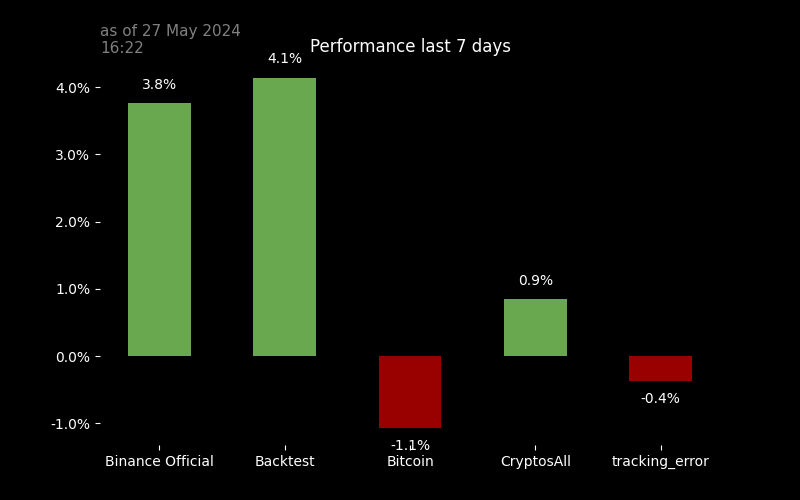 as of 27 May 2024
16:22
Performance last 7 days
4.1%
3.8%
4.0%
3.0%
2.0%
1.0%
0.9%
0.0%
-0.4%
-1.0%
-1.1%
Binance Official
Backtest
Bitcoin
CryptosAll
tracking_error